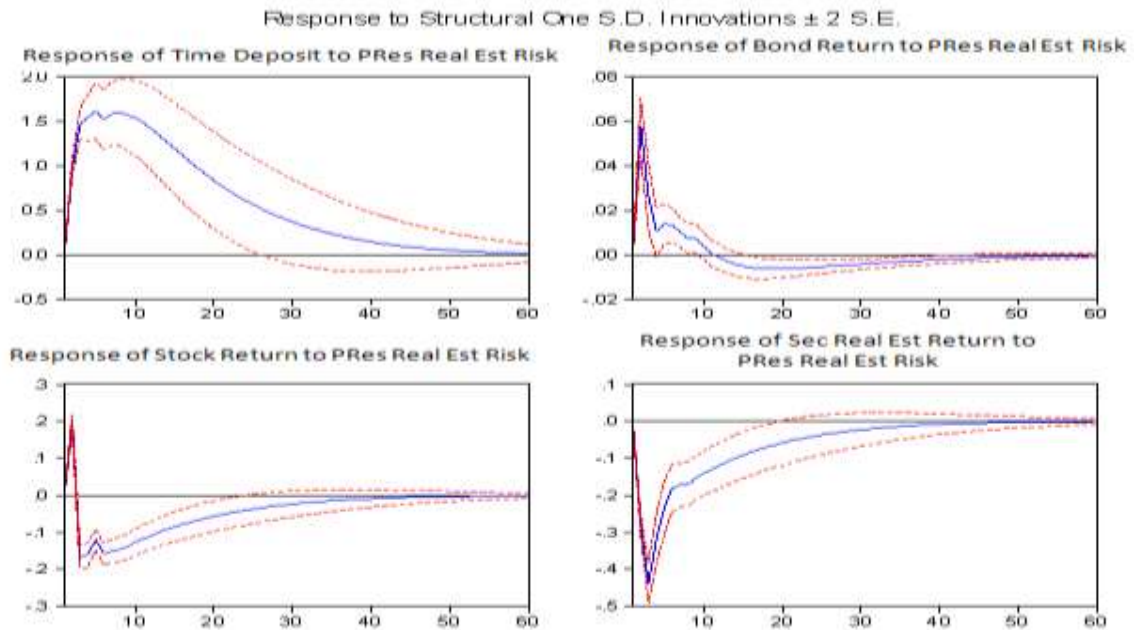 Response to Structural One S.D. Innovations ± 2 S.E.
Response of Time Deposit to PRes Real Est Risk
2.0
1.5
1.0
0.5
0.0
-0.5
10 20 30 40 50 60
Response of Bond Return to PRes Real Est Risk
.08
.06
.04
.02
.00
-.02
10 20 30 40 50 60
Response of Stock Return to PRes Real Est Risk
.3
.2
.1
.0
-.1
-.2
-.3
10 20 30 40 50 60
Response of Sec Real Est Return to
PRes Real Est Risk
.1
.0
-.1
-.2
-.3
-.4
-.5
10 20 30 40 50 60